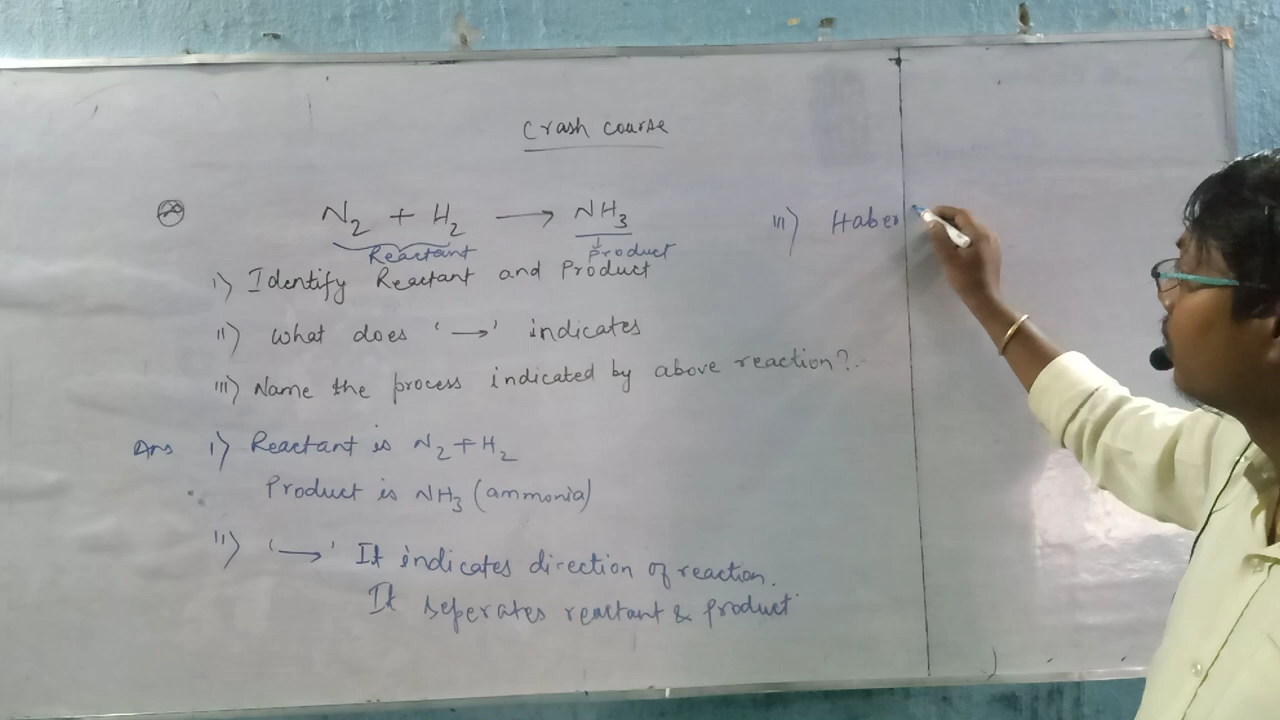 Crash course
N₂ + H₂ ⟶ NH₃
Reactant
product
i) Identify Reactant and Product
ii) what does '⟶' indicates
iii) Name the process indicated by above reaction?.
Ans i) Reactant is N₂ + H₂
Product is NH₃ (ammonia)
ii) '⟶' It indicates direction of reaction.
It seperates reactant & product
iii) Haber